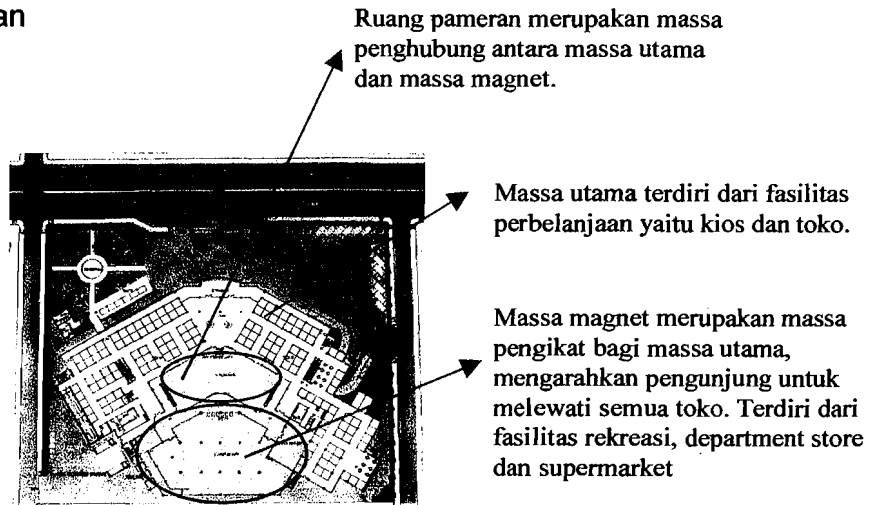 an
Ruang pameran merupakan massa
penghubung antara massa utama
dan massa magnet.
Massa utama terdiri dari fasilitas
perbelanjaan yaitu kios dan toko.
Massa magnet merupakan massa
pengikat bagi massa utama,
mengarahkan pengunjung untuk
melewati semua toko. Terdiri dari
fasilitas rekreasi, department store
dan supermarket